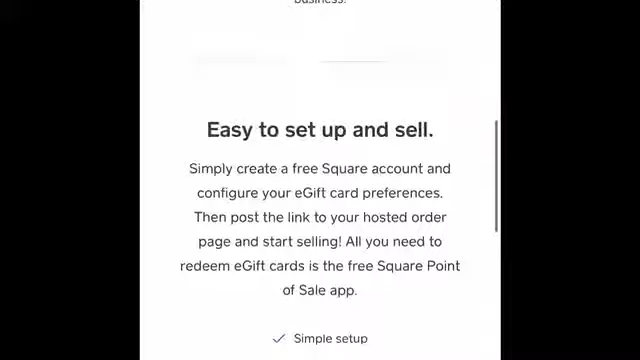 business.
Easy to set up and sell.
Simply create a free Square account and
configure your eGift card preferences.
Then post the link to your hosted order
page and start selling! All you need to
redeem eGift cards is the free Square Point
of Sale app.
Simple setup